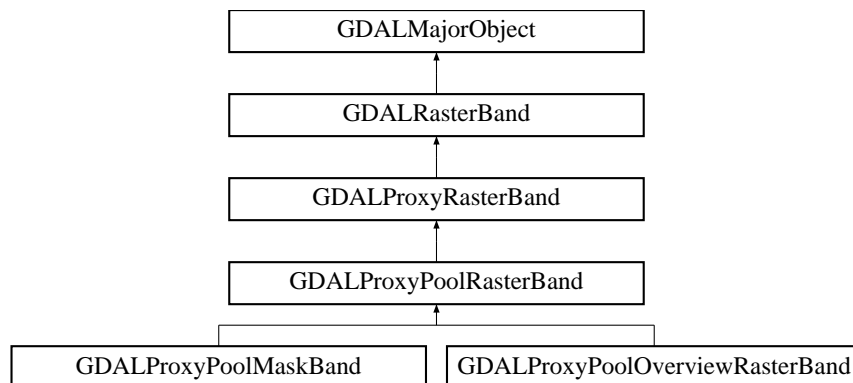 GDALMajorObject
GDALRasterBand
GDALProxyRasterBand
GDALProxyPoolRasterBand
GDALProxyPoolMaskBand
GDALProxyPoolOverviewRasterBand